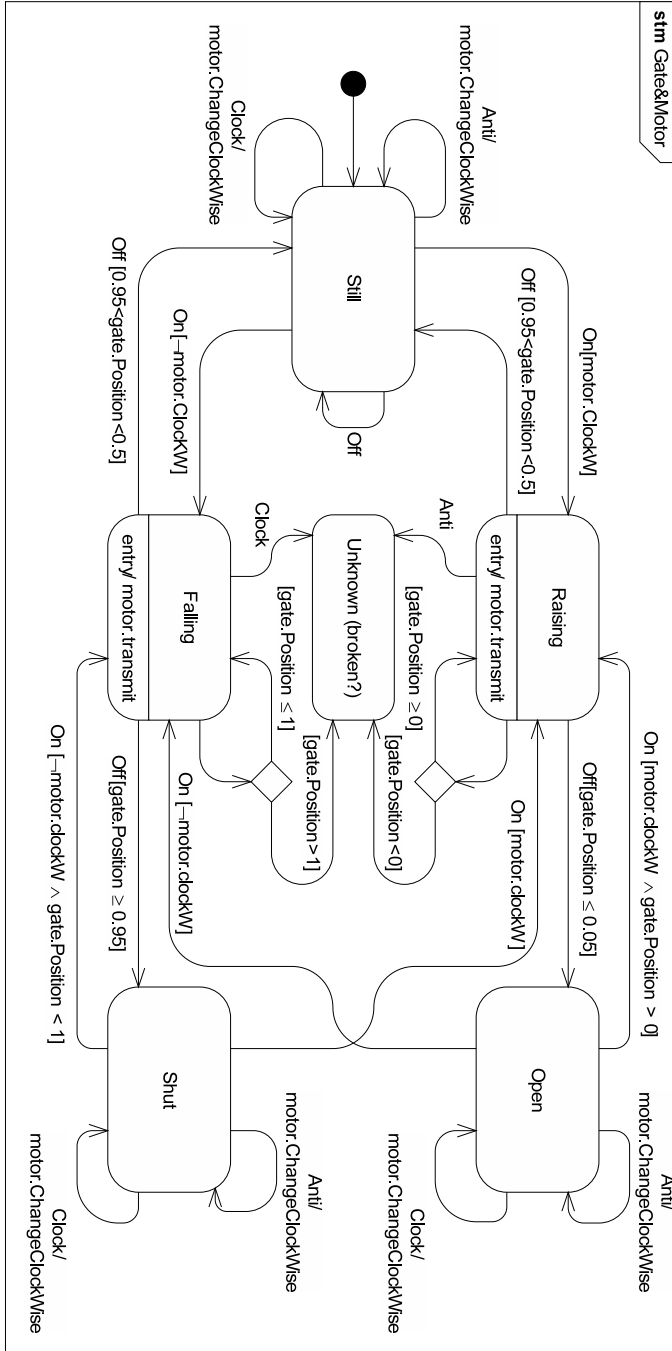 stm Gate&Motor
On [motor.clockW ∧ gate.Position > 0]
Anti/
motor.ChangeClockWise
On[motor.ClockW]
Off[gate.Position ≤ 0.05]
Raising
entry/ motor.transmit
Open
Off [0.95<gate.Position<0.5]
Anti/
motor.ChangeClockWise
Anti
[gate.Position ≥ 0]
[gate.Position<0]
On [motor.clockW]
Clock/
motor.ChangeClockWise
Still
Off
Unknown (broken?)
Clock/
motor.ChangeClockWise
On[¬motor.ClocKW]
Clock
[gate.Position ≤ 1]
[gate.Position>1]
On [¬motor.clockW]
Anti/
motor.ChangeClockWise
Falling
entry/ motor.transmit
Shut
Off [0.95<gate.Position<0.5]
Off[gate.Position ≥ 0.95]
On [¬motor.clockW ∧ gate.Position < 1]
Clock/
motor.ChangeClockWise